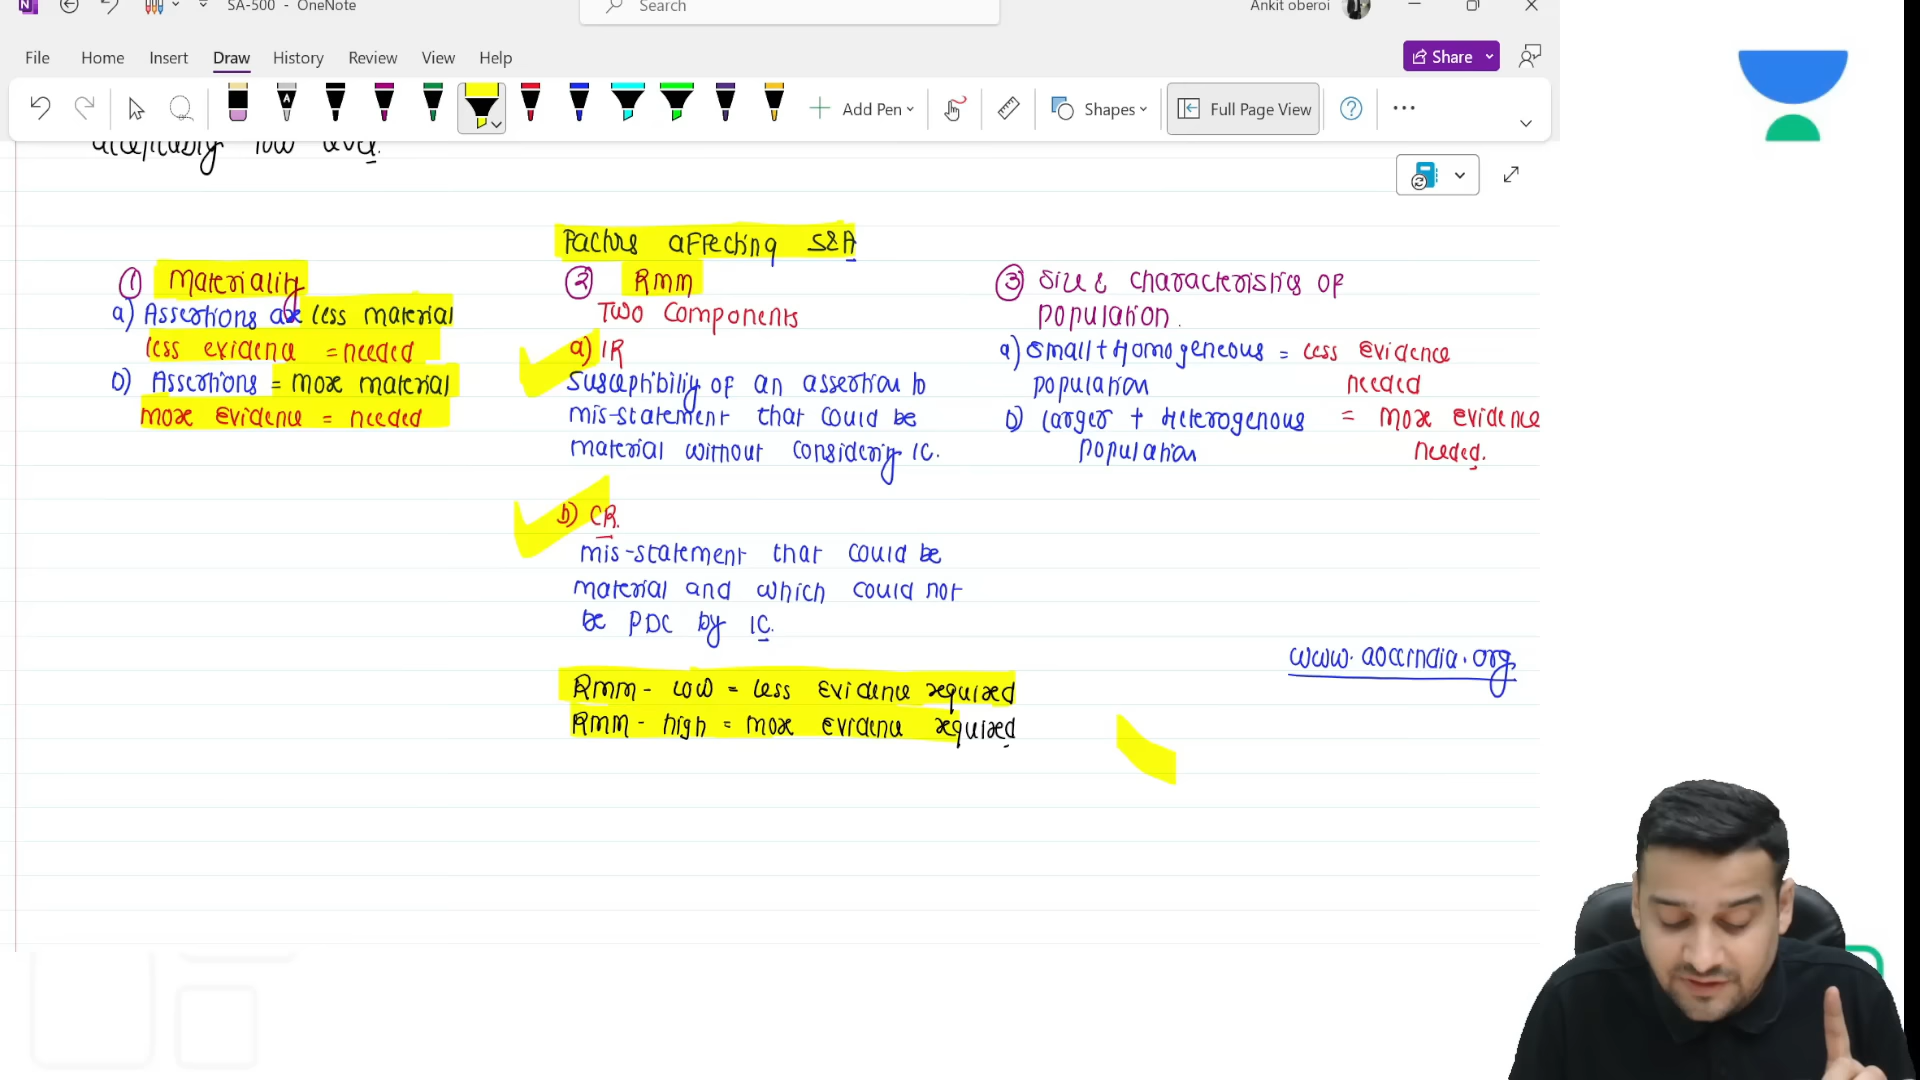 SA-500 - OneNote
Search
Ankit oberoi
File Home Insert Draw History Review View Help
Share
Add Pen
Shapes
Full Page View
acceptably low level.
Factors affecting S&A
① Materiality
a) Assertions are less material
less evidence = needed
b) Assertions = more material
more evidence = needed
② Rmm
Two Components
a) IR
Susceptibility of an assertion to
mis-statement that could be
material without considering IC.
b) CR.
mis-statement that could be
material and which could not
be PDC by IC.
Rmm - low = less evidence required
Rmm - high = more evidence required
③ Size & characteristics of
population.
a) Small + Homogeneous = less evidence
population needed
b) larger + Heterogenous = more evidence
population needed.
www.aoccindia.org